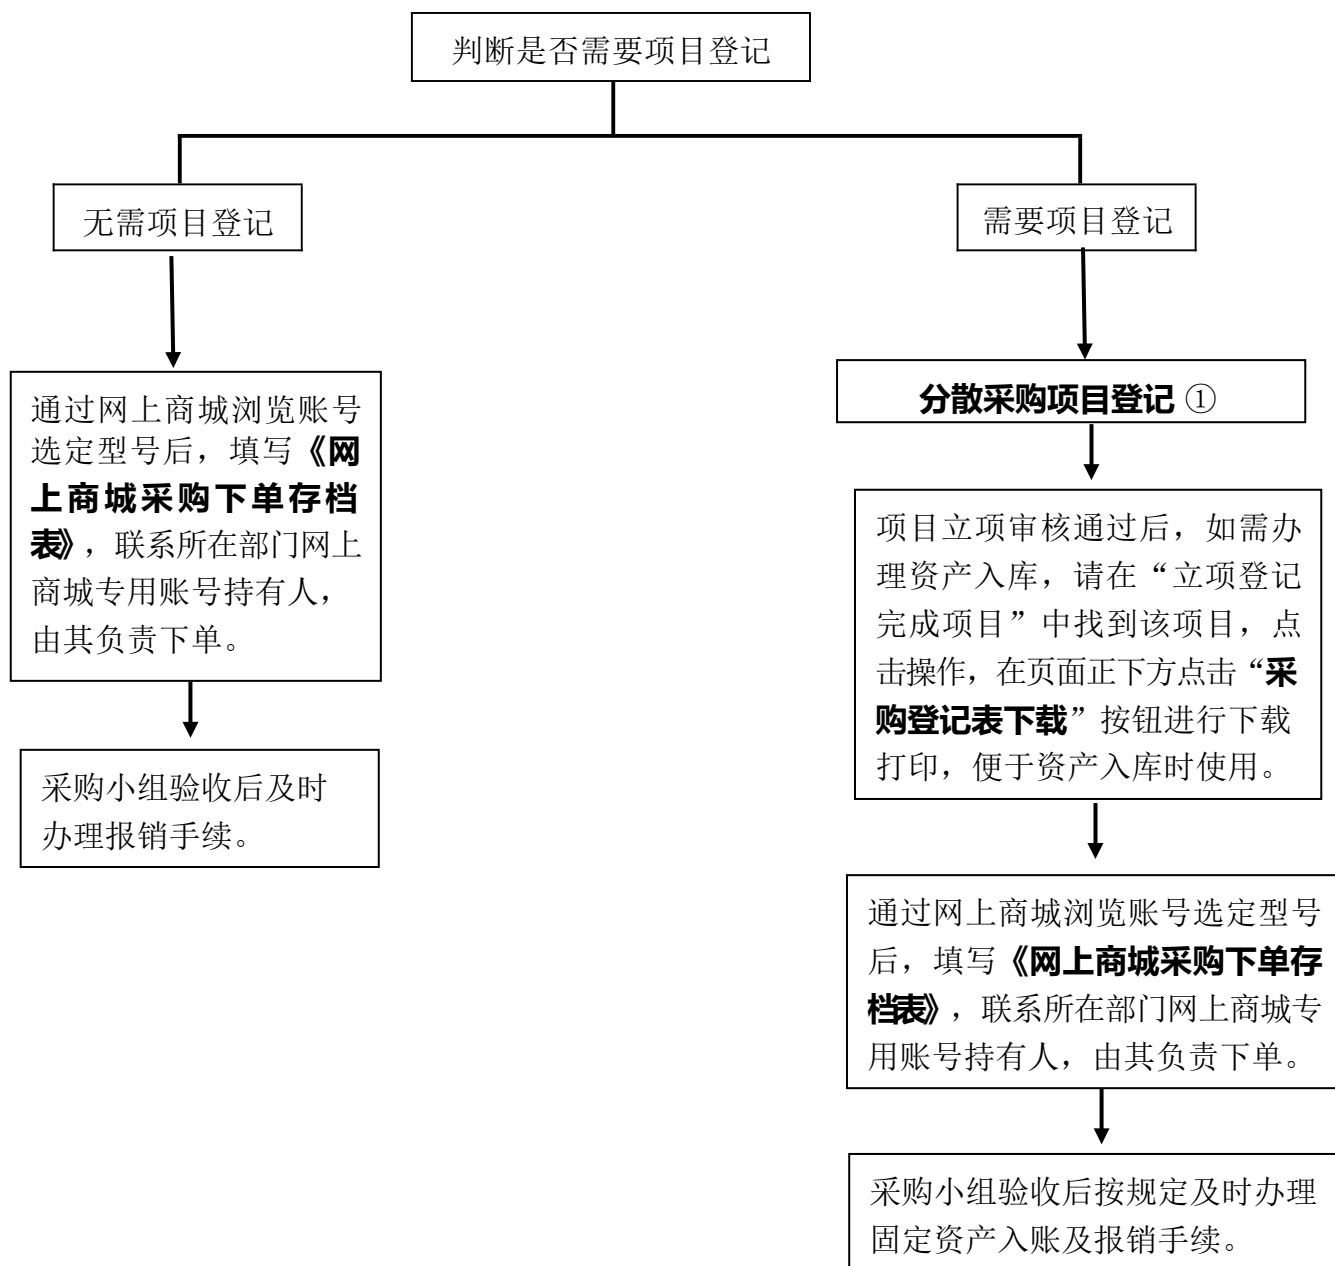 判断是否需要项目登记
无需项目登记
需要项目登记
通过网上商城浏览账号
选定型号后，填写《网
上商城采购下单存档
表》，联系所在部门网上
商城专用账号持有人，
由其负责下单。
采购小组验收后及时
办理报销手续。
分散采购项目登记 ①
项目立项审核通过后，如需办
理资产入库，请在“立项登记
完成项目”中找到该项目，点
击操作，在页面正下方点击“采
购登记表下载”按钮进行下载
打印，便于资产入库时使用。
通过网上商城浏览账号选定型号
后，填写《网上商城采购下单存
档表》，联系所在部门网上商城专
用账号持有人，由其负责下单。
采购小组验收后按规定及时办理
固定资产入账及报销手续。